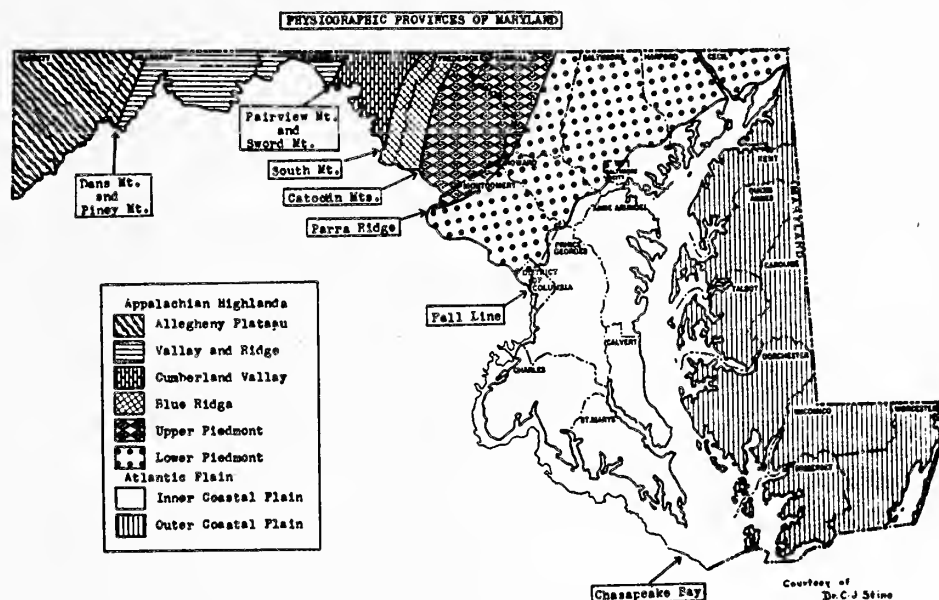 PHYSIOGRAPHIC PROVINCES OF MARYLAND
FREDERICK
BALTIMORE
HARFORD
CECIL
Fairview Mt.
and
Sword Mt.
South Mt.
Catoctin Mts.
Dans Mt.
and
Piney Mt.
Parra Ridge
HOWARD
MONTGOMERY
ANNE ARUNDEL
PRINCE
GEORGES
DISTRICT
OF
COLUMBIA
Fall Line
KENT
QUEEN
ANNES
MARYLAND
CAROLINE
TALBOT
DORCHESTER
CALVERT
CHARLES
ST. MARYS
WICOMICO
WORCESTER
SOMERSET
Appalachian Highlands
Allegheny Plateau
Valley and Ridge
Cumberland Valley
Blue Ridge
Upper Piedmont
Lower Piedmont
Atlantic Plain
Inner Coastal Plain
Outer Coastal Plain
Chesapeake Bay
Courtesy of
Dr. C.J Stine